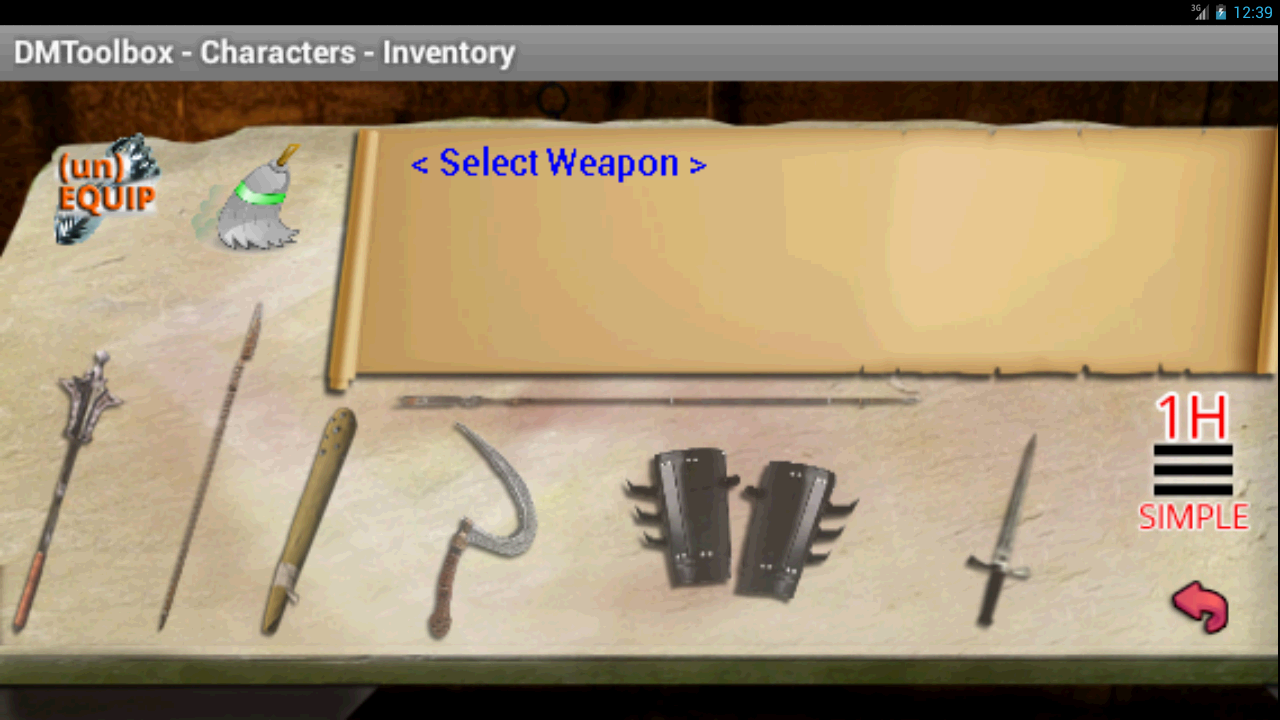 3G 12:39
DMToolbox - Characters - Inventory
(un)
EQUIP
< Select Weapon >
1H
SIMPLE